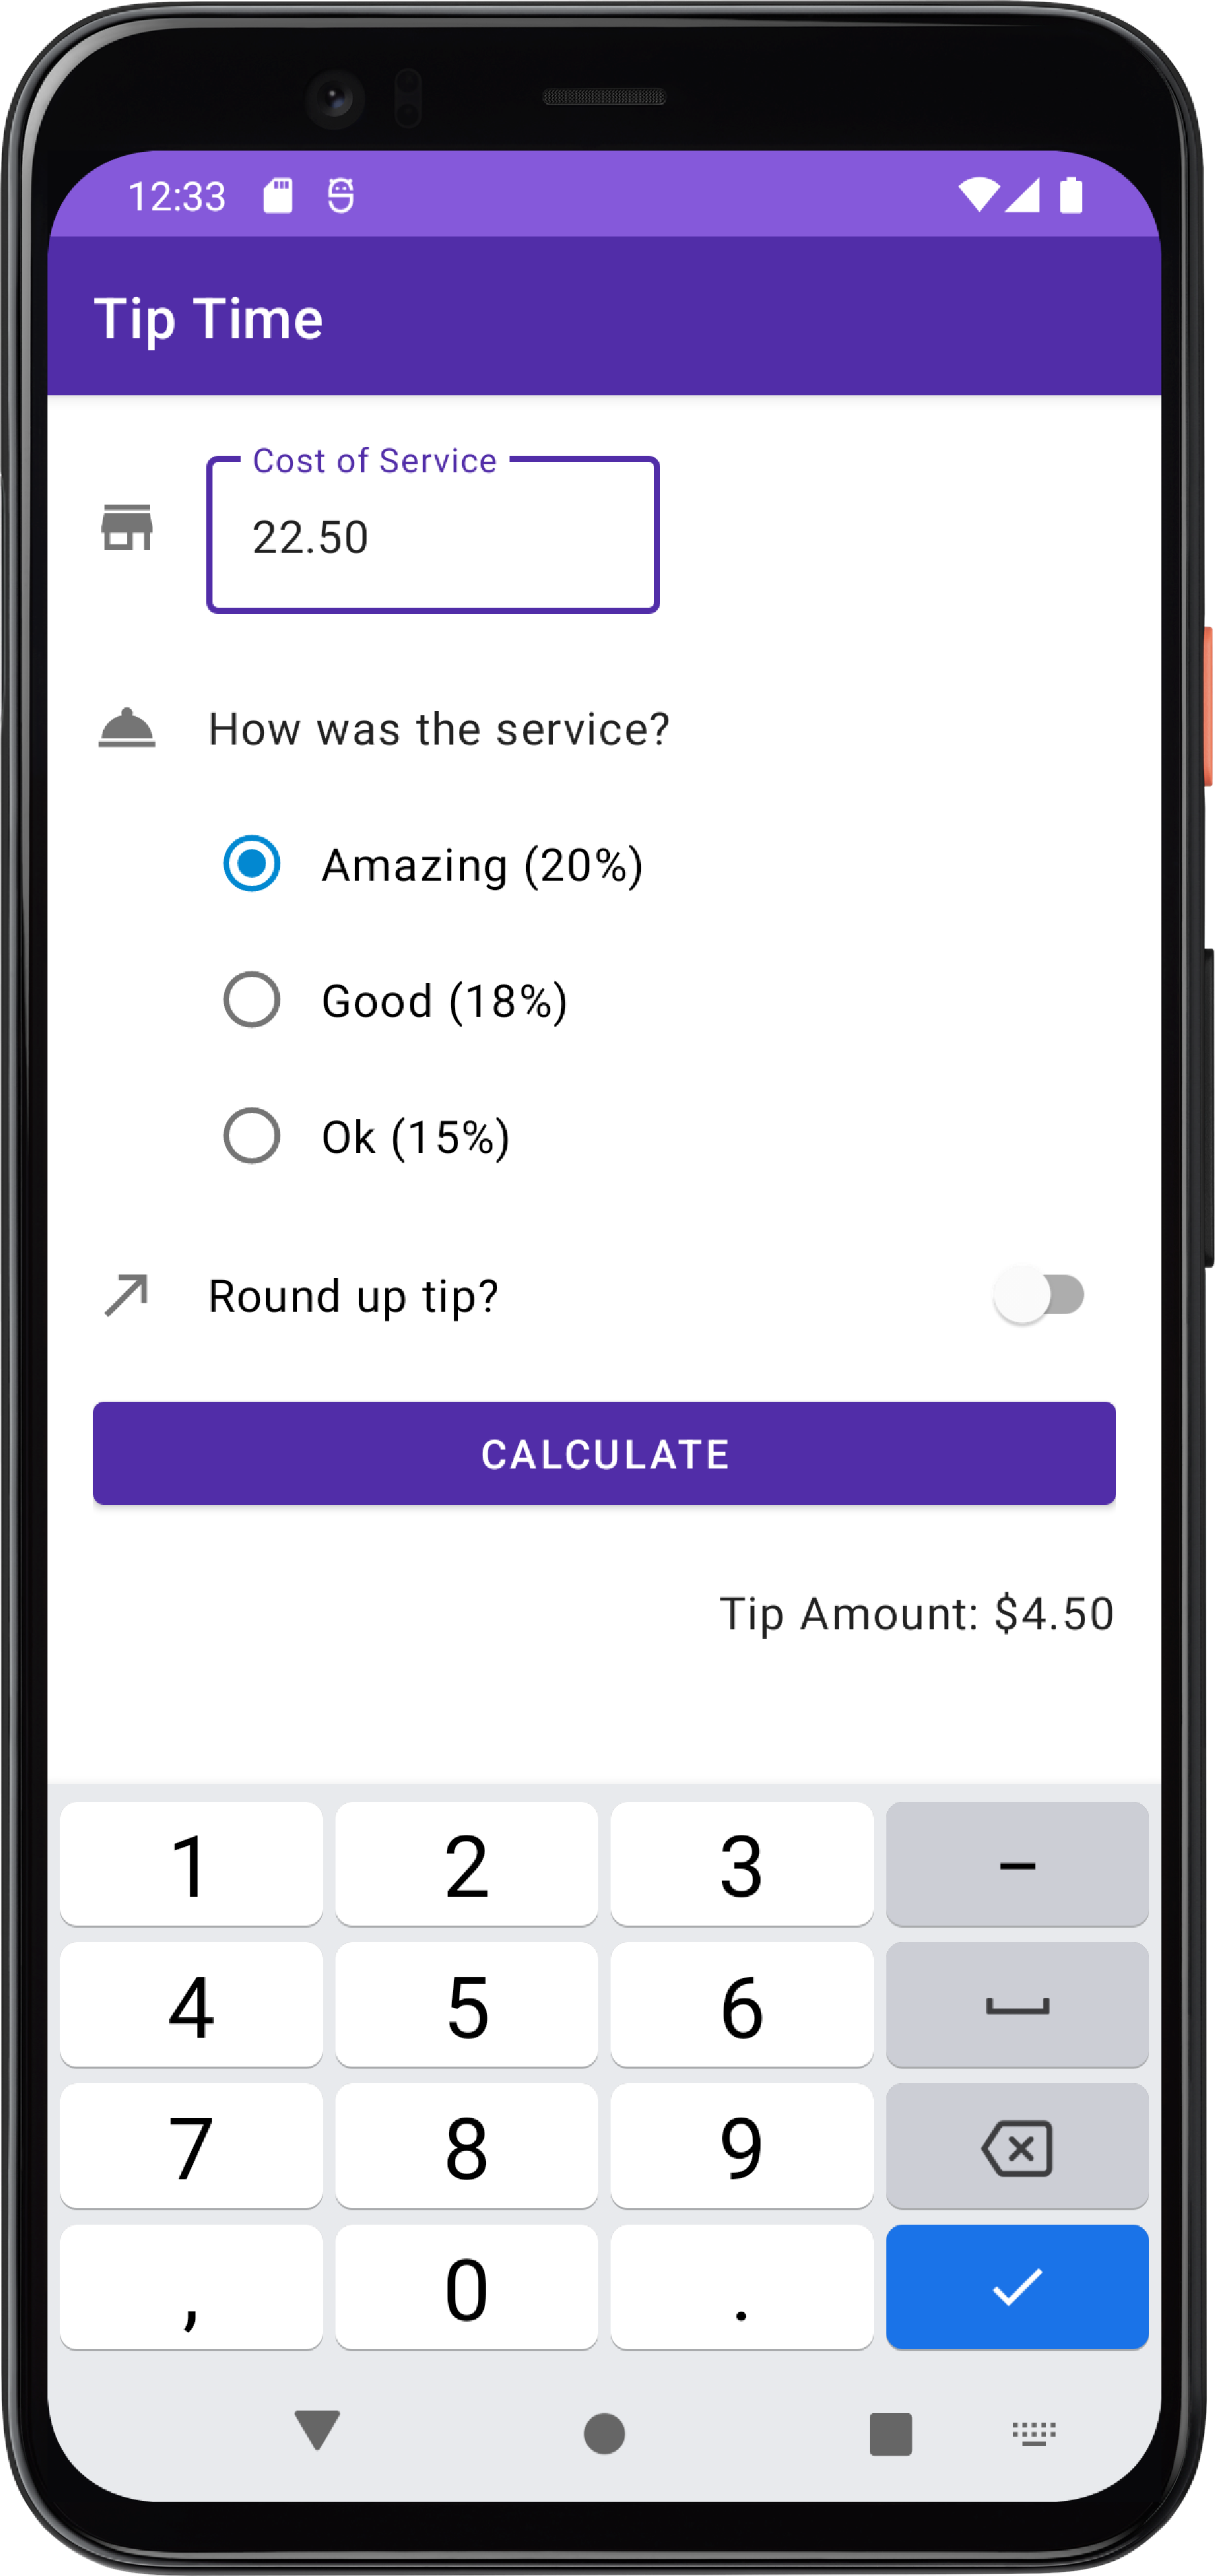 12:33
Tip Time
Cost of Service
22.50
How was the service?
Amazing (20%)
Good (18%)
Ok (15%)
Round up tip?
CALCULATE
Tip Amount: $4.50
1 2 3 –
4 5 6
7 8 9
, 0 .